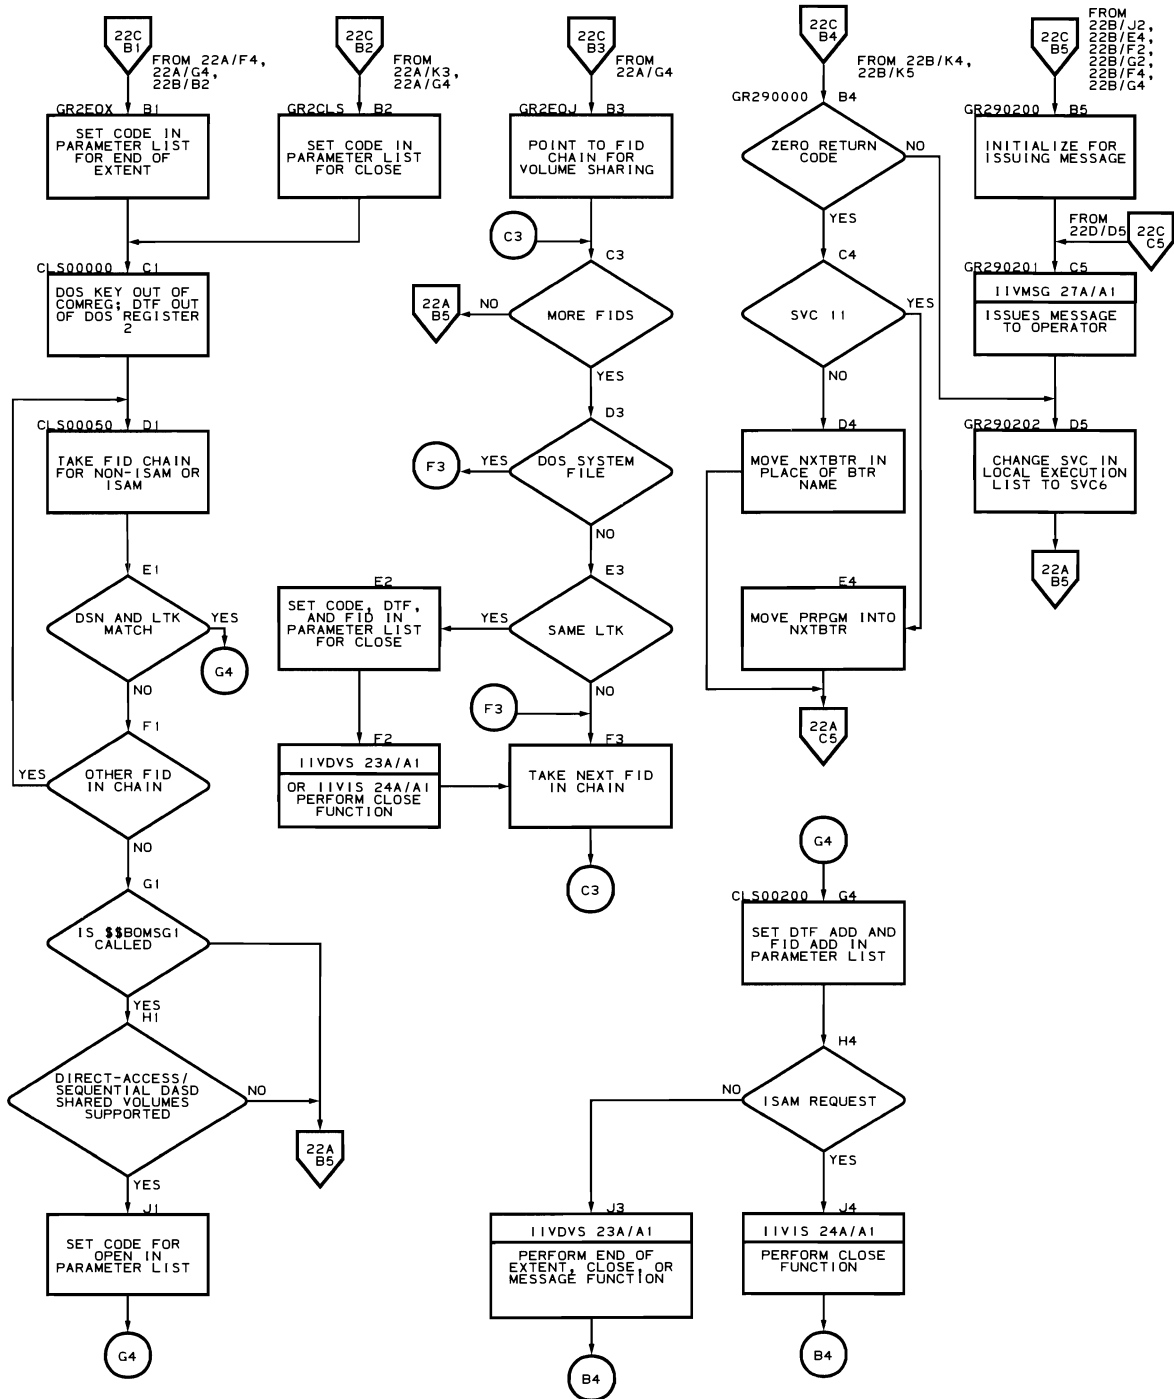 22C
B1
FROM 22A/F4,
22A/G4,
22B/B2
GR2EOX B1
SET CODE IN
PARAMETER LIST
FOR END OF
EXTENT
22C
B2
FROM
22A/K3,
22A/G4
GR2CLS B2
SET CODE IN
PARAMETER LIST
FOR CLOSE
22C
B3
FROM
22A/G4
GR2EOJ B3
POINT TO FID
CHAIN FOR
VOLUME SHARING
22C
B4
FROM 22B/K4,
22B/K5
GR290000 B4
ZERO RETURN
CODE
NO
YES
22C
B5
FROM
22B/J2,
22B/E4,
22B/F2,
22B/G2,
22B/F4,
22B/G4
GR290200 B5
INITIALIZE FOR
ISSUING MESSAGE
FROM
22D/D5
22C
C5
CLS00000 C1
DOS KEY OUT OF
COMREG; DTF OUT
OF DOS REGISTER
2
C3
C3
MORE FIDS
NO
22A
B5
YES
C4
SVC 11
YES
NO
GR290201 C5
IIVMSG 27A/A1
ISSUES MESSAGE
TO OPERATOR
CLS00050 D1
TAKE FID CHAIN
FOR NON-ISAM OR
ISAM
D3
DOS SYSTEM
FILE
YES
F3
NO
D4
MOVE NXTBTR IN
PLACE OF BTR
NAME
GR290202 D5
CHANGE SVC IN
LOCAL EXECUTION
LIST TO SVC6
22A
B5
E1
DSN AND LTK
MATCH
YES
G4
NO
E2
SET CODE, DTF,
AND FID IN
PARAMETER LIST
FOR CLOSE
E3
SAME LTK
YES
NO
E4
MOVE PRPGM INTO
NXTBTR
22A
C5
F1
OTHER FID
IN CHAIN
YES
NO
F2
IIVDVS 23A/A1
OR IIVIS 24A/A1
PERFORM CLOSE
FUNCTION
F3
F3
TAKE NEXT FID
IN CHAIN
C3
G1
IS $$BOMSG1
CALLED
YES
G4
CLS00200 G4
SET DTF ADD AND
FID ADD IN
PARAMETER LIST
H1
DIRECT-ACCESS/
SEQUENTIAL DASD
SHARED VOLUMES
SUPPORTED
NO
22A
B5
YES
H4
ISAM REQUEST
NO
YES
J1
SET CODE FOR
OPEN IN
PARAMETER LIST
G4
J3
IIVDVS 23A/A1
PERFORM END OF
EXTENT, CLOSE, OR
MESSAGE FUNCTION
B4
J4
IIVIS 24A/A1
PERFORM CLOSE
FUNCTION
B4